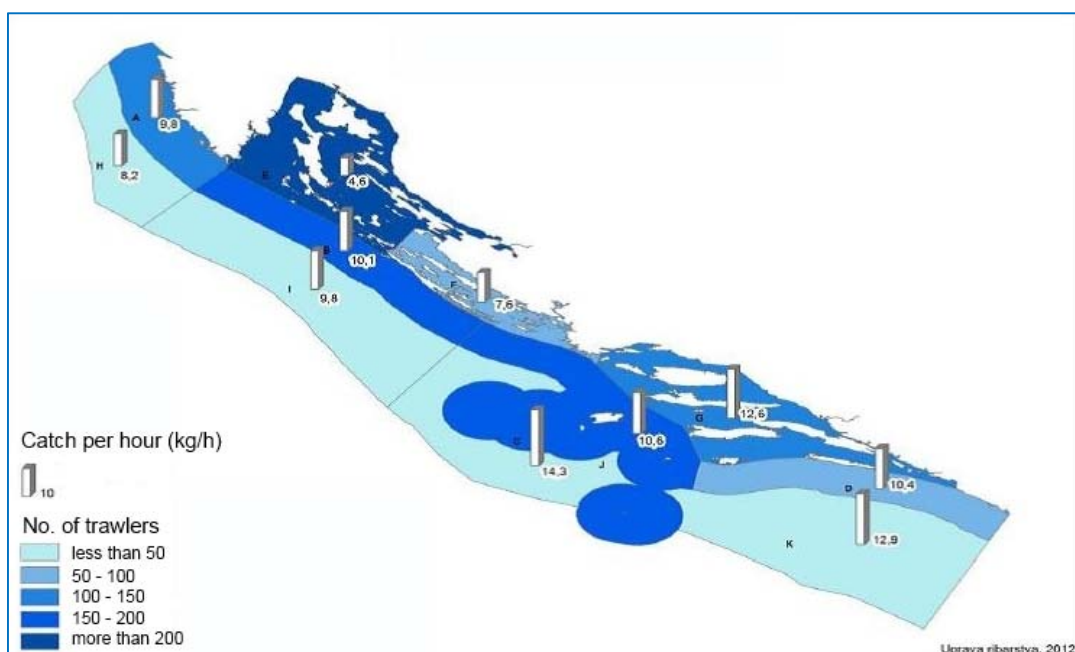 A
9,8
H
8,2
E
4,6
B
10,1
I
9,8
F
7,6
G
12,6
10,6
C
14,3
J
D
10,4
K
12,9
Catch per hour (kg/h)
10
No. of trawlers
less than 50
50 - 100
100 - 150
150 - 200
more than 200
Uprava ribarstva, 2012